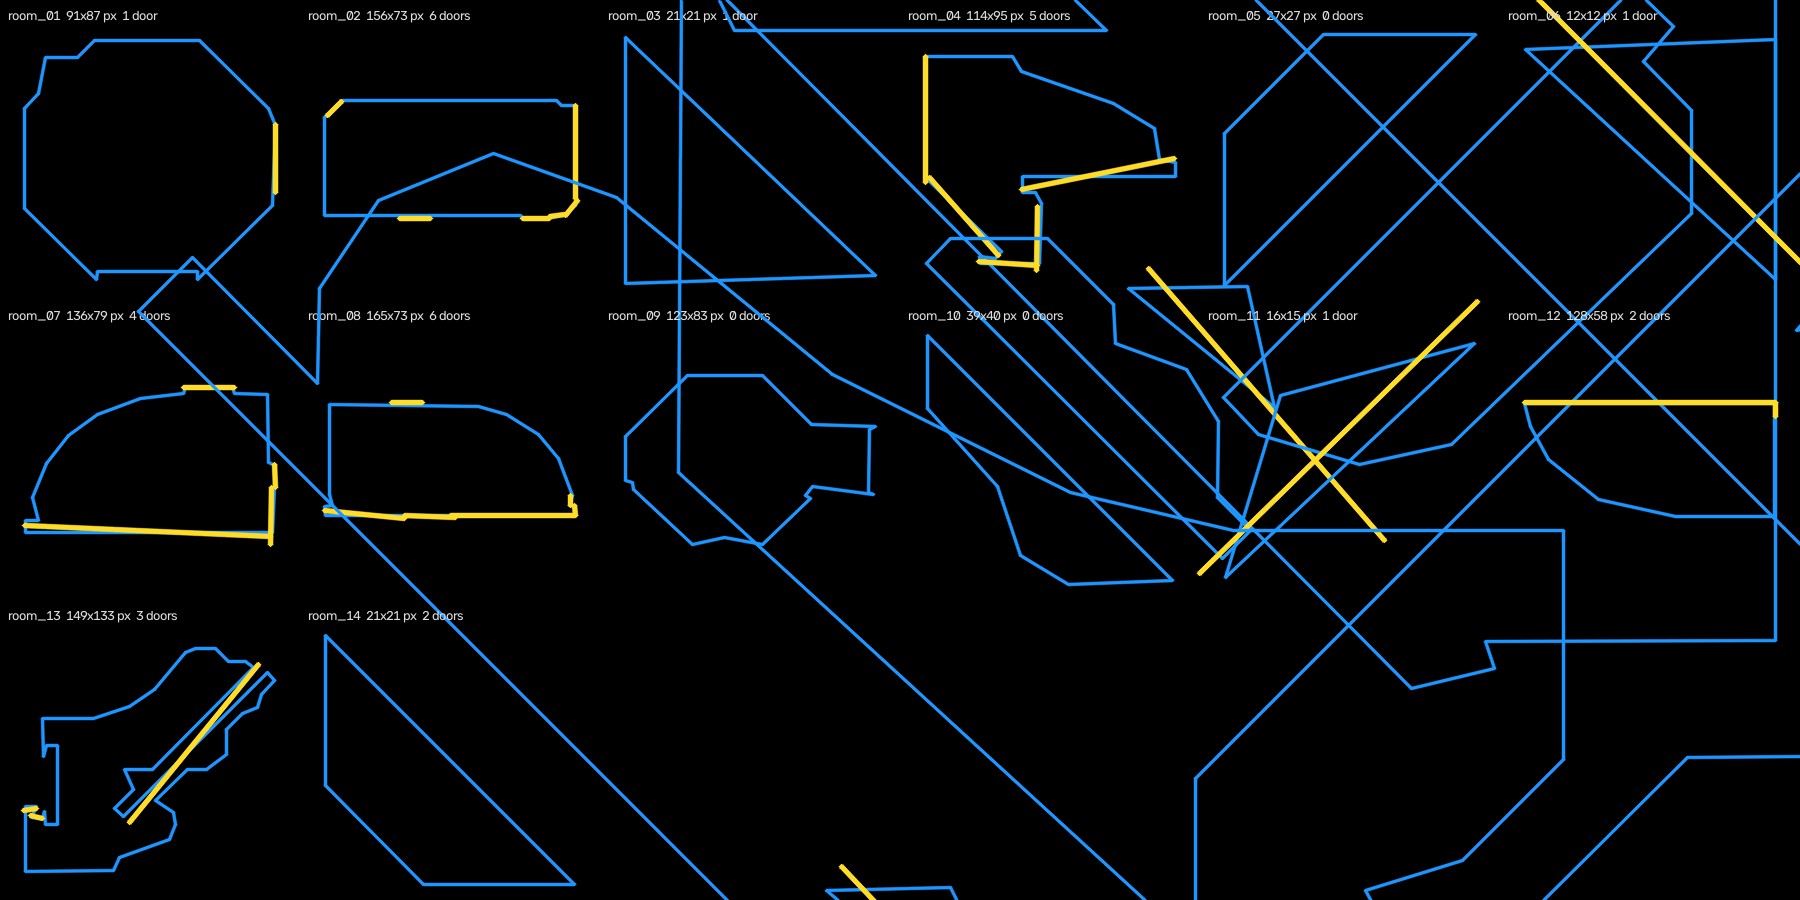 room_01 91x87 px 1 door
room_02 156x73 px 6 doors
room_03 21x21 px 1 door
room_04 114x95 px 5 doors
room_05 27x27 px 0 doors
room_06 12x12 px 1 door
room_07 136x79 px 4 doors
room_08 165x73 px 6 doors
room_09 123x83 px 0 doors
room_10 39x40 px 0 doors
room_11 16x15 px 1 door
room_12 128x58 px 2 doors
room_13 149x133 px 3 doors
room_14 21x21 px 2 doors